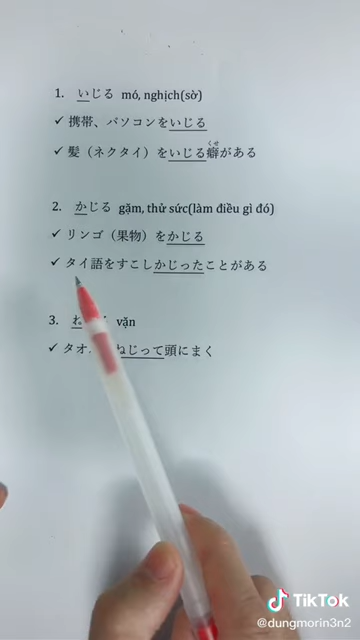 1. いじる mó, nghịch(sờ)
✓ 携帯、パソコンをいじる
✓ 髪（ネクタイ）をいじる癖がある
くせ
2. かじる gặm, thử sức(làm điều gì đó)
✓ リンゴ（果物）をかじる
✓ タイ語をすこしかじったことがある
3. vặn
✓ ねじって頭にまく
TikTok
@dungmorin3n2